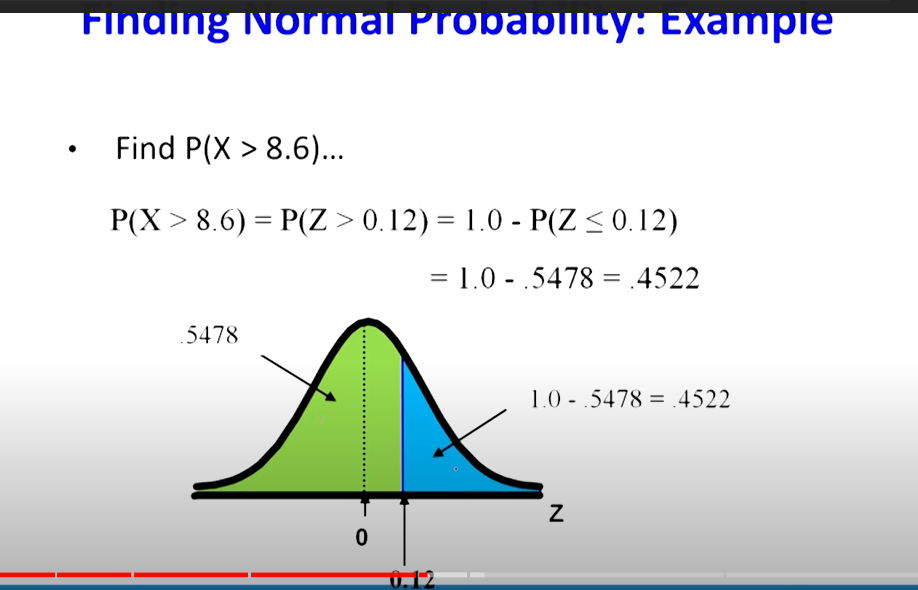 Finding Normal Probability: Example
• Find P(X > 8.6)...
P(X > 8.6) = P(Z > 0.12) = 1.0 - P(Z ≤ 0.12)
= 1.0 - .5478 = .4522
.5478
1.0 - .5478 = .4522
Z
0
0.12